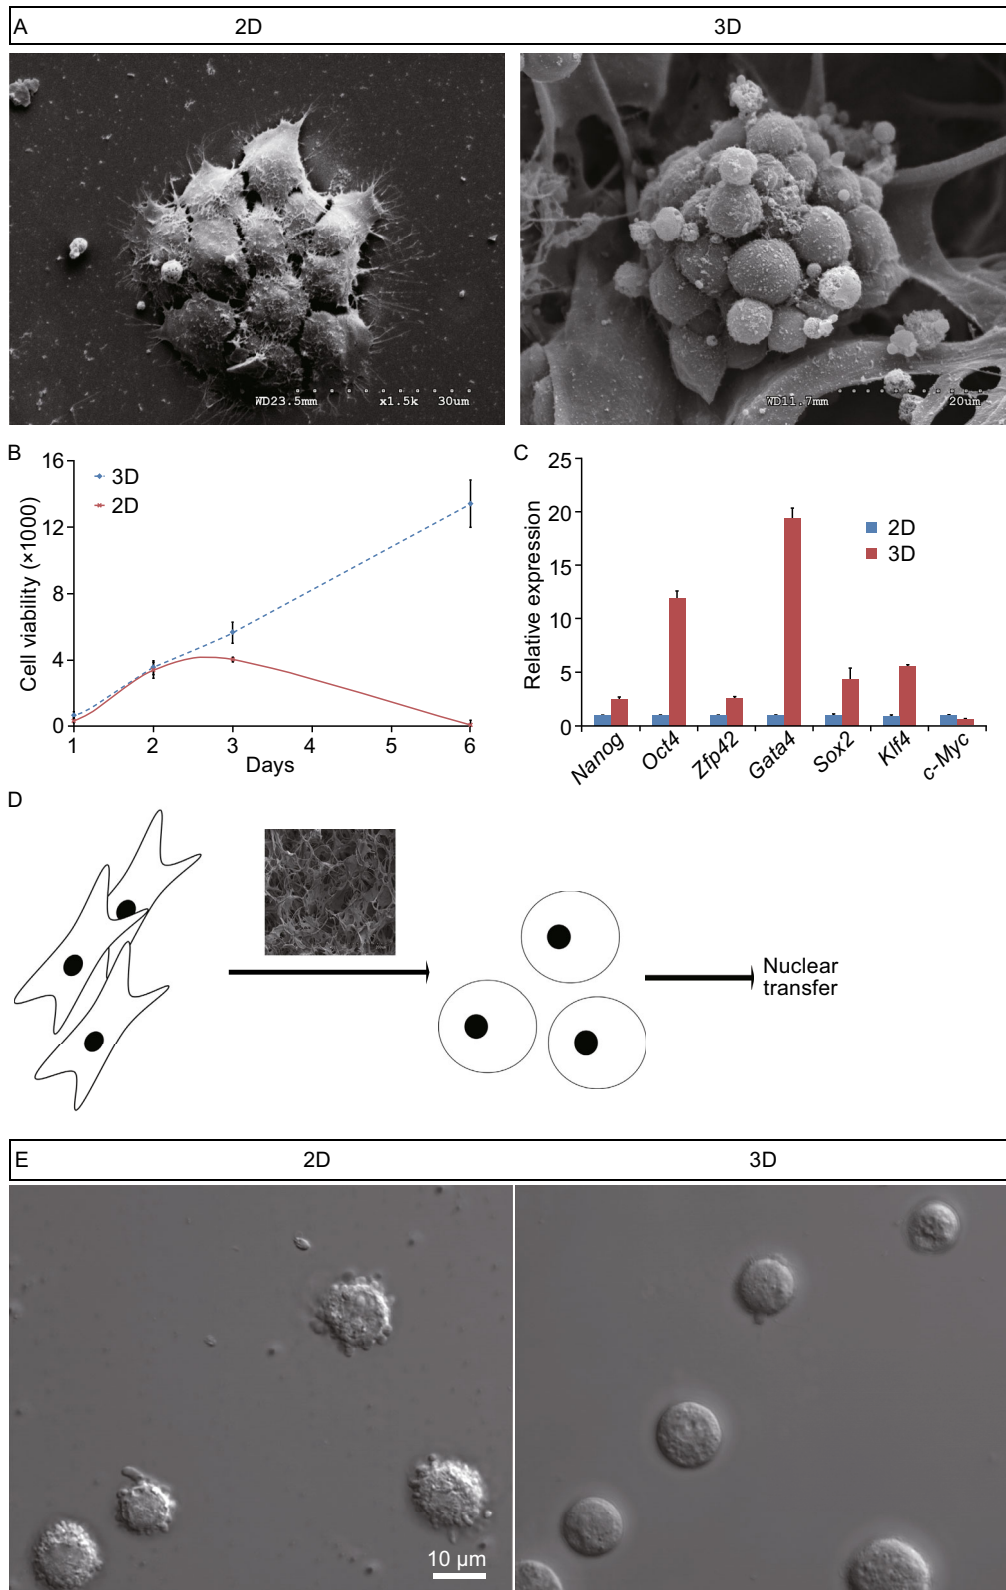 A 2D 3D
WD23.5mm x1.5k 30um
WD11.7mm 20um
B
16
12
8
4
0
Cell viability (×1000)
3D
2D
1 2 3 4 5 6
Days
C
25
20
15
10
5
0
Relative expression
2D
3D
Nanog Oct4 Zfp42 Gata4 Sox2 Klf4 c-Myc
D
Nuclear
transfer
E 2D 3D
10 µm